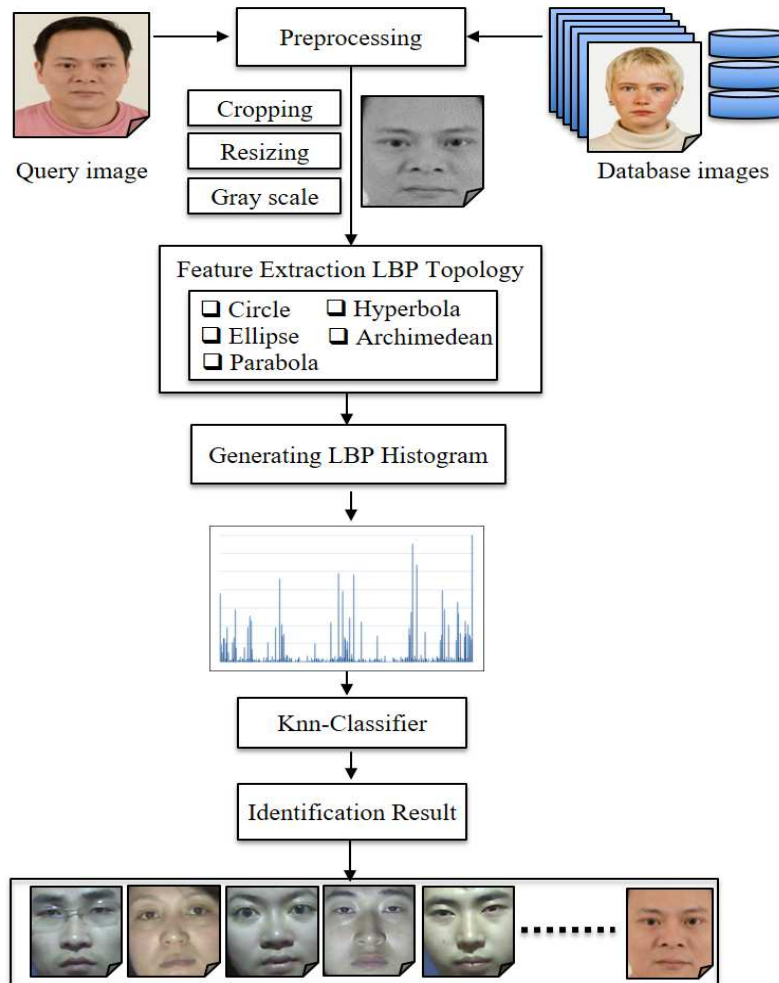 Preprocessing
Query image
Cropping
Resizing
Gray scale
Database images
Feature Extraction LBP Topology
❑ Circle ❑ Hyperbola
❑ Ellipse ❑ Archimedean
❑ Parabola
Generating LBP Histogram
Knn-Classifier
Identification Result